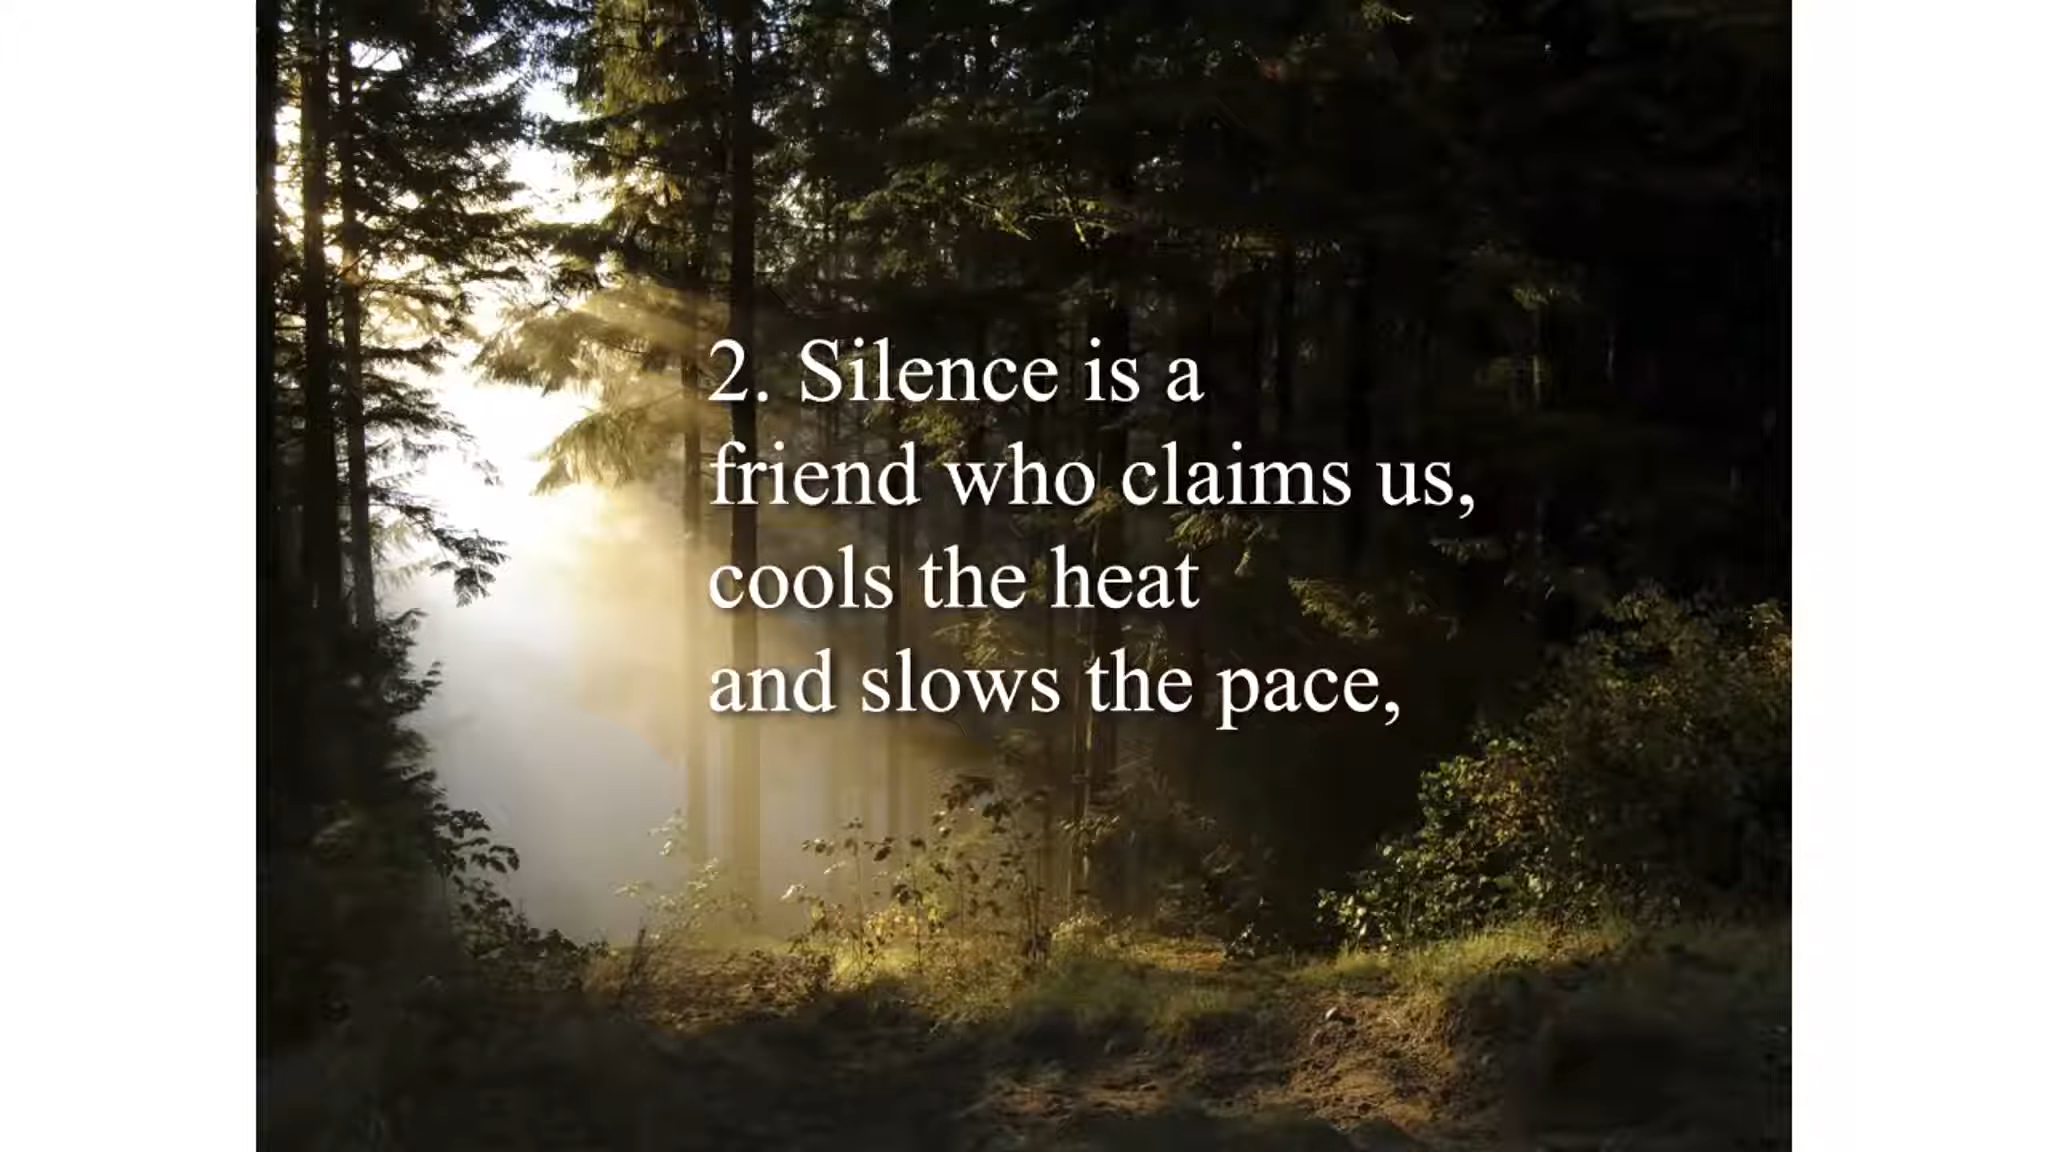 2. Silence is a
friend who claims us,
cools the heat
and slows the pace,